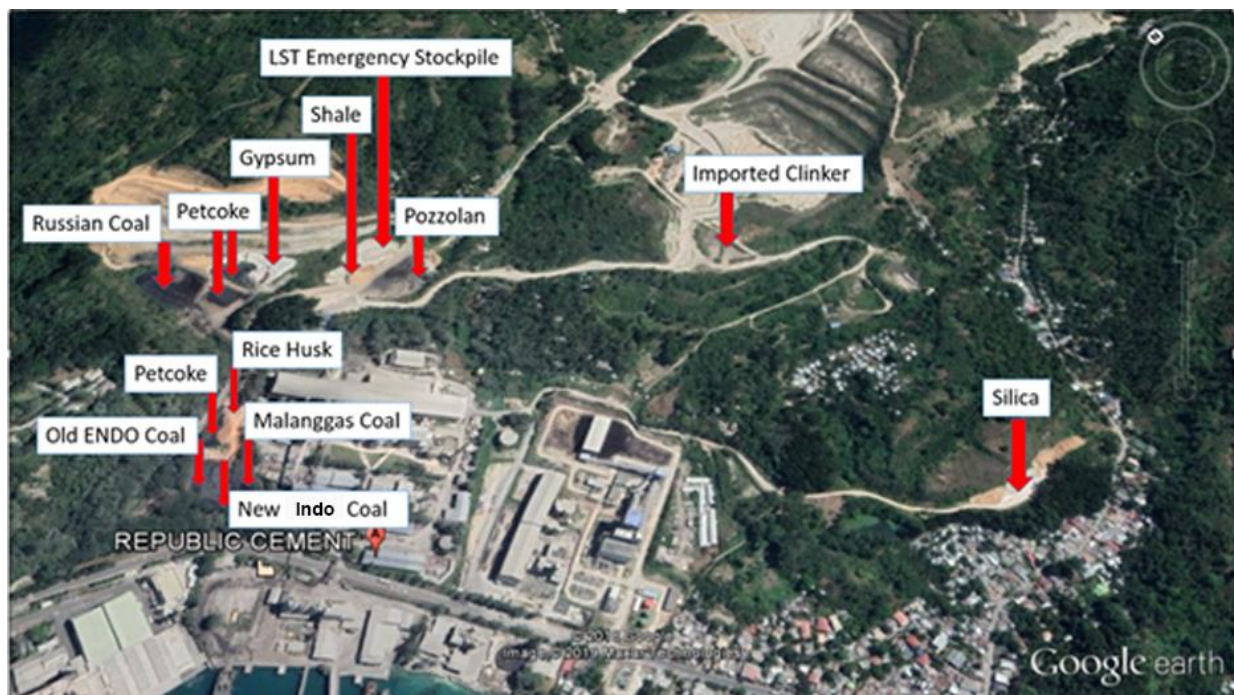 LST Emergency Stockpile
Shale
Gypsum
Imported Clinker
Petcoke
Russian Coal
Pozzolan
Rice Husk
Petcoke
Silica
Malanggas Coal
Old ENDO Coal
New Indo Coal
REPUBLIC CEMENT
A
Google earth